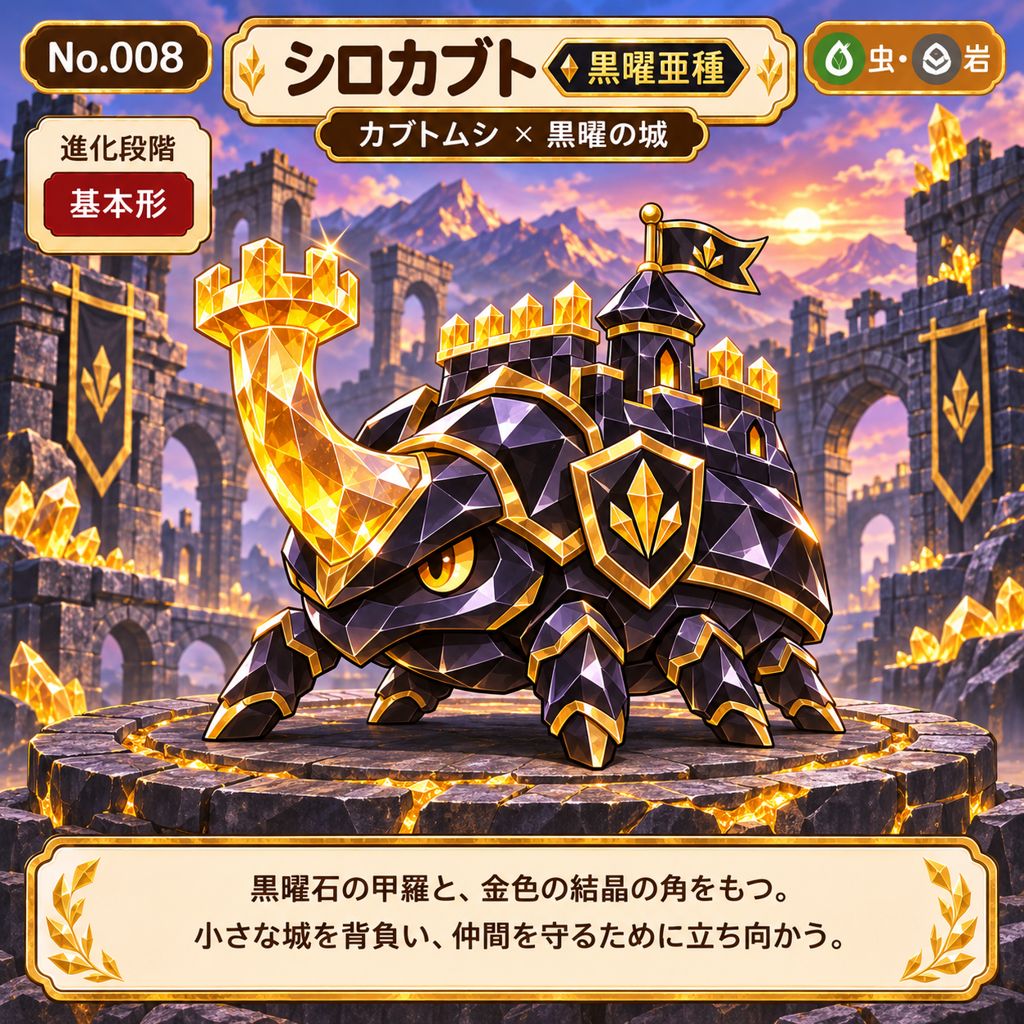 No.008
シロカブト 黒曜亜種
虫・岩
カブトムシ × 黒曜の城
進化段階
基本形
黒曜石の甲羅と、金色の結晶の角をもつ。
小さな城を背負い、仲間を守るために立ち向かう。